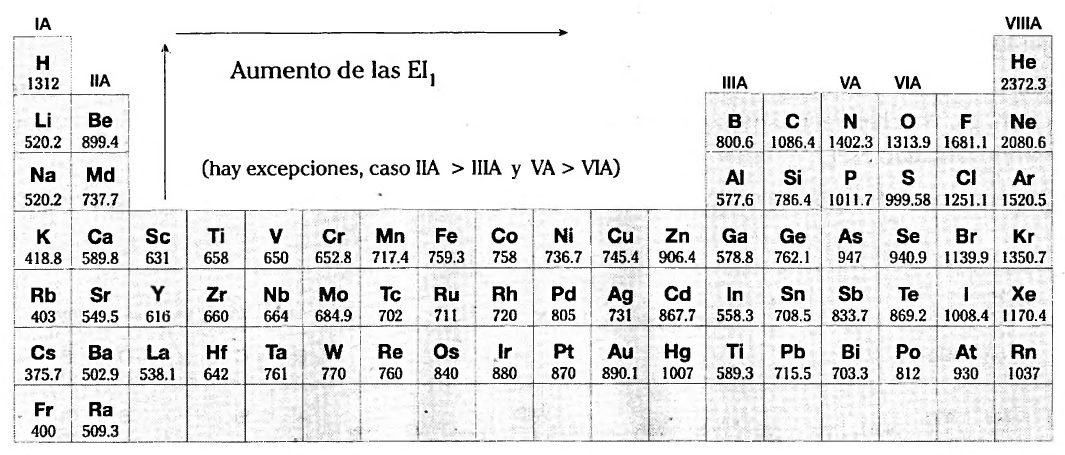 IA VIIIA
Aumento de las EI1
H He
1312 IIA IIIA VA VIA 2372.3
Li Be B C N O F Ne
520.2 899.4 800.6 1086.4 1402.3 1313.9 1681.1 2080.6
(hay excepciones, caso IIA > IIIA y VA > VIA)
Na Md Al Si P S Cl Ar
520.2 737.7 577.6 786.4 1011.7 999.58 1251.1 1520.5
K Ca Sc Ti V Cr Mn Fe Co Ni Cu Zn Ga Ge As Se Br Kr
418.8 589.8 631 658 650 652.8 717.4 759.3 758 736.7 745.4 906.4 578.8 762.1 947 940.9 1139.9 1350.7
Rb Sr Y Zr Nb Mo Tc Ru Rh Pd Ag Cd In Sn Sb Te I Xe
403 549.5 616 660 664 684.9 702 711 720 805 731 867.7 558.3 708.5 833.7 869.2 1008.4 1170.4
Cs Ba La Hf Ta W Re Os Ir Pt Au Hg Ti Pb Bi Po At Rn
375.7 502.9 538.1 642 761 770 760 840 880 870 890.1 1007 589.3 715.5 703.3 812 930 1037
Fr Ra
400 509.3